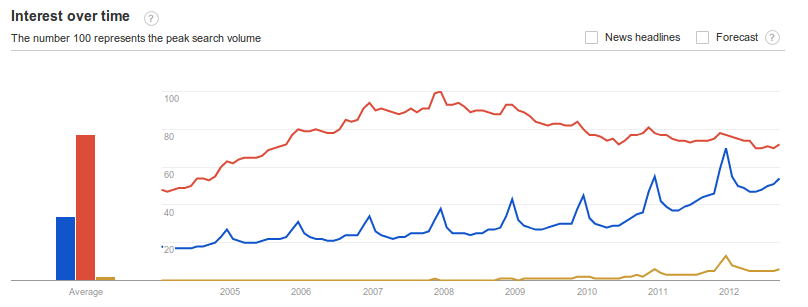 Interest over time ?
The number 100 represents the peak search volume
News headlines Forecast ?
100
80
60
40
20
Average 2005 2006 2007 2008 2009 2010 2011 2012